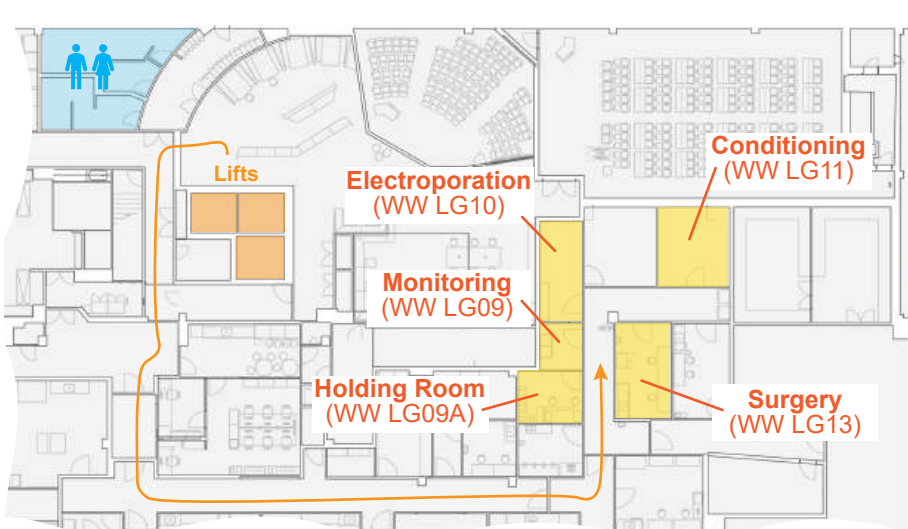 Lifts
Conditioning
(WW LG11)
Electroporation
(WW LG10)
Monitoring
(WW LG09)
Holding Room
(WW LG09A)
Surgery
(WW LG13)